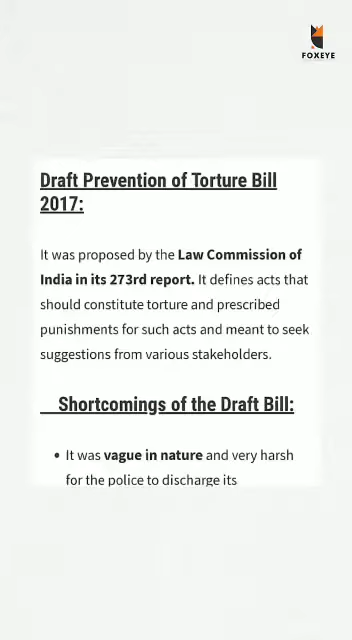 FOXEYE
Draft Prevention of Torture Bill
2017:
It was proposed by the Law Commission of
India in its 273rd report. It defines acts that
should constitute torture and prescribed
punishments for such acts and meant to seek
suggestions from various stakeholders.
Shortcomings of the Draft Bill:
• It was vague in nature and very harsh
for the police to discharge its